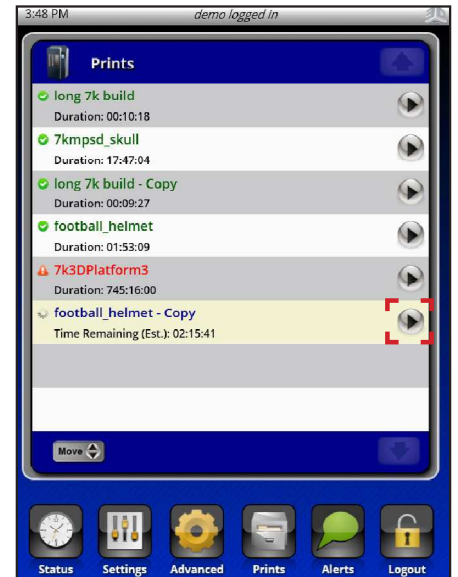 3:48 PM demo logged in
Prints
long 7k build
Duration: 00:10:18
7kmpsd_skull
Duration: 17:47:04
long 7k build - Copy
Duration: 00:09:27
football_helmet
Duration: 01:53:09
7k3DPlatform3
Duration: 745:16:00
football_helmet - Copy
Time Remaining (Est.): 02:15:41
Move
Status Settings Advanced Prints Alerts Logout